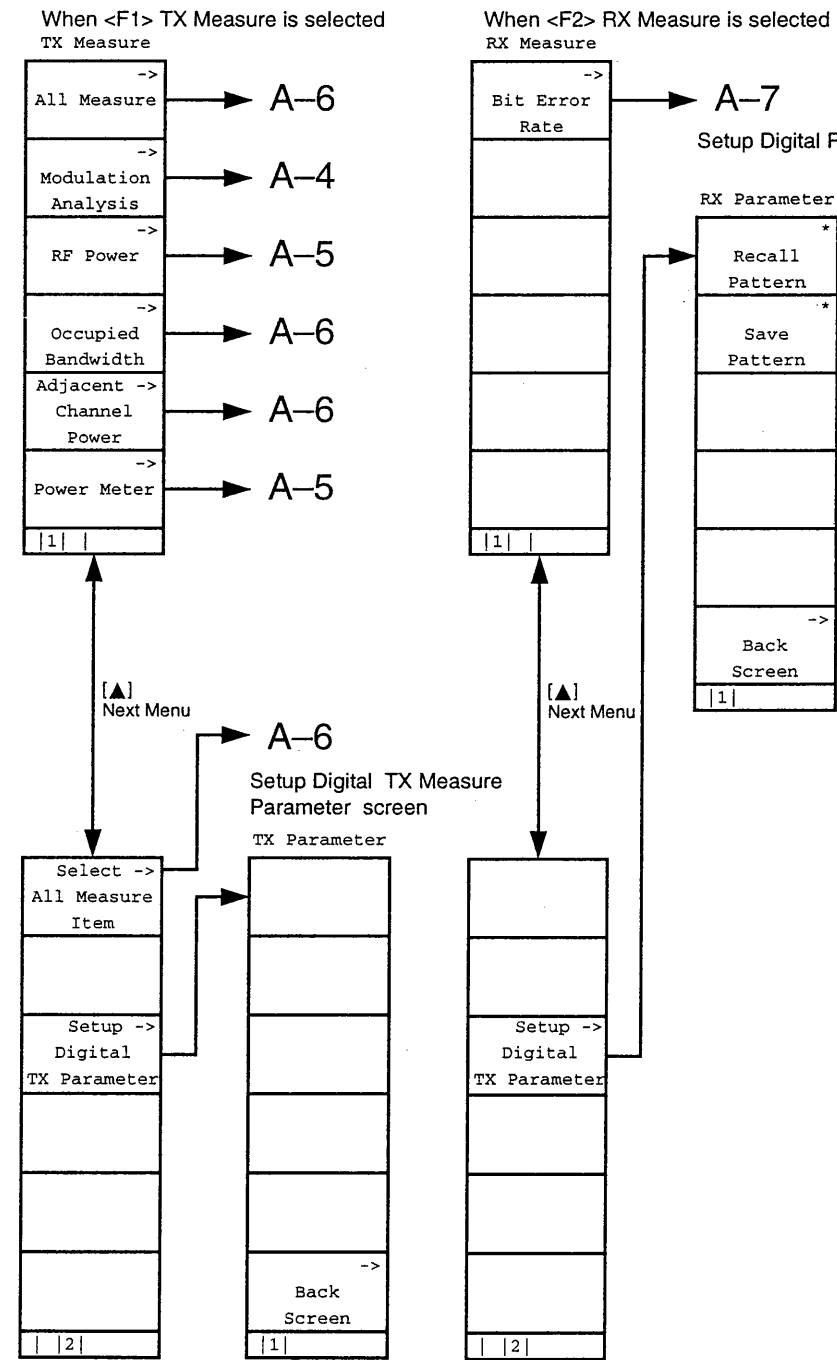 When <F1> TX Measure is selected
TX Measure
->
All Measure
A-6
->
Modulation
Analysis
A-4
->
RF Power
A-5
->
Occupied
Bandwidth
A-6
Adjacent ->
Channel
Power
A-6
->
Power Meter
A-5
|1| |
[▲]
Next Menu
A-6
Setup Digital TX Measure
Parameter screen
Select ->
All Measure
Item
Setup ->
Digital
TX Parameter
| |2|
TX Parameter
->
Back
Screen
|1|
When <F2> RX Measure is selected
RX Measure
->
Bit Error
Rate
A-7
Setup Digital
|1| |
[▲]
Next Menu
RX Parameter
*
Recall
Pattern
*
Save
Pattern
->
Back
Screen
|1|
Setup ->
Digital
TX Parameter
| |2|